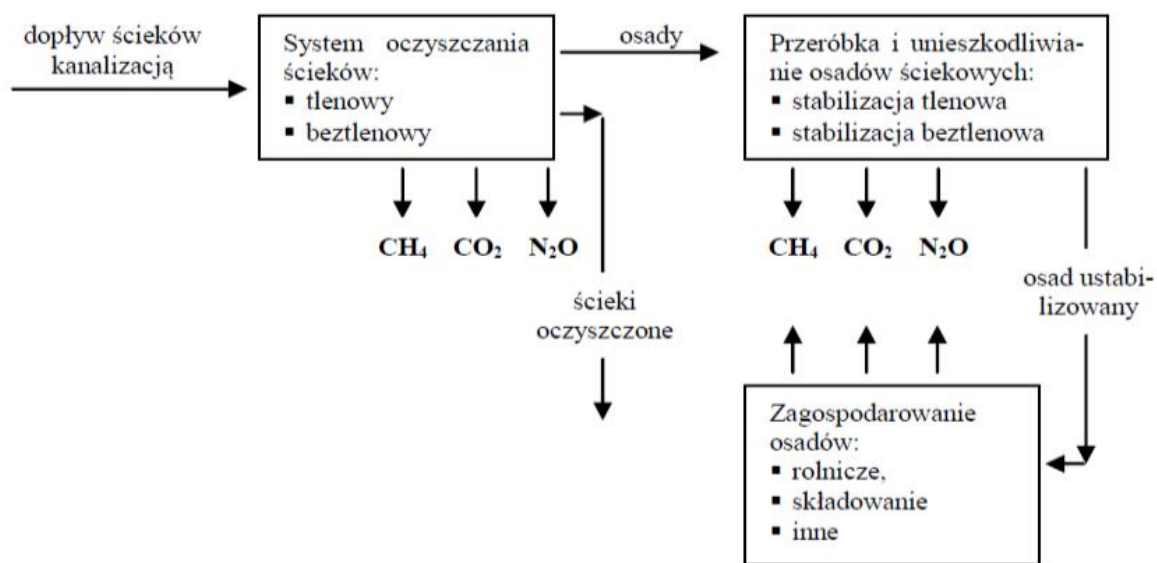 dopływ ścieków
kanalizacją
System oczyszczania
ścieków:
▪ tlenowy
▪ beztlenowy
osady
Przeróbka i unieszkodliwia-
nie osadów ściekowych:
▪ stabilizacja tlenowa
▪ stabilizacja beztlenowa
CH₄ CO₂ N₂O
ścieki
oczyszczone
CH₄ CO₂ N₂O
osad ustabi-
lizowany
Zagospodarowanie
osadów:
▪ rolnicze,
▪ składowanie
▪ inne